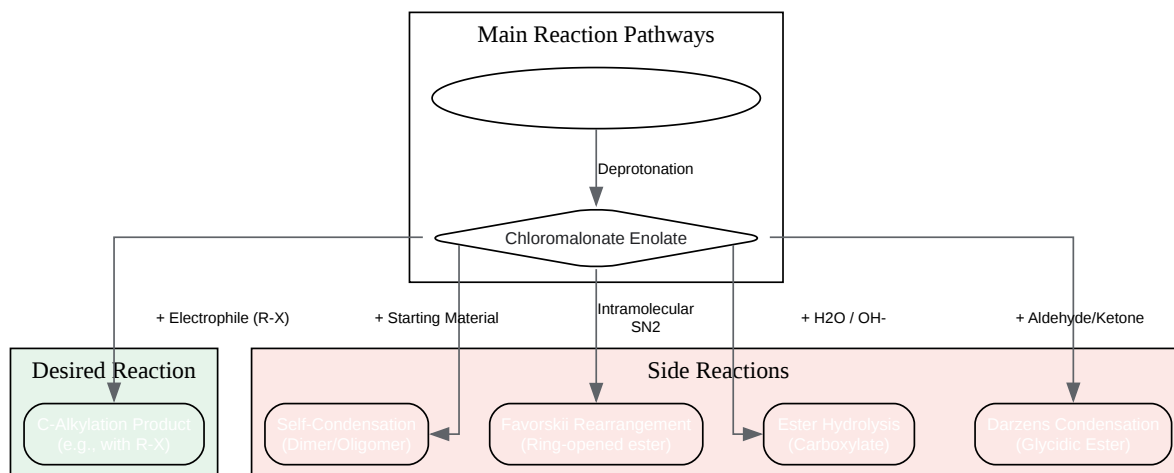 Main Reaction Pathways
Deprotonation
Chloromalonate Enolate
+ Electrophile (R-X)
+ Starting Material
Intramolecular
SN2
+ H2O / OH-
+ Aldehyde/Ketone
Desired Reaction
Side Reactions
C-Alkylation Product
(e.g., with R-X)
Self-Condensation
(Dimer/Oligomer)
Favorskii Rearrangement
(Ring-opened ester)
Ester Hydrolysis
(Carboxylate)
Darzens Condensation
(Glycidic Ester)